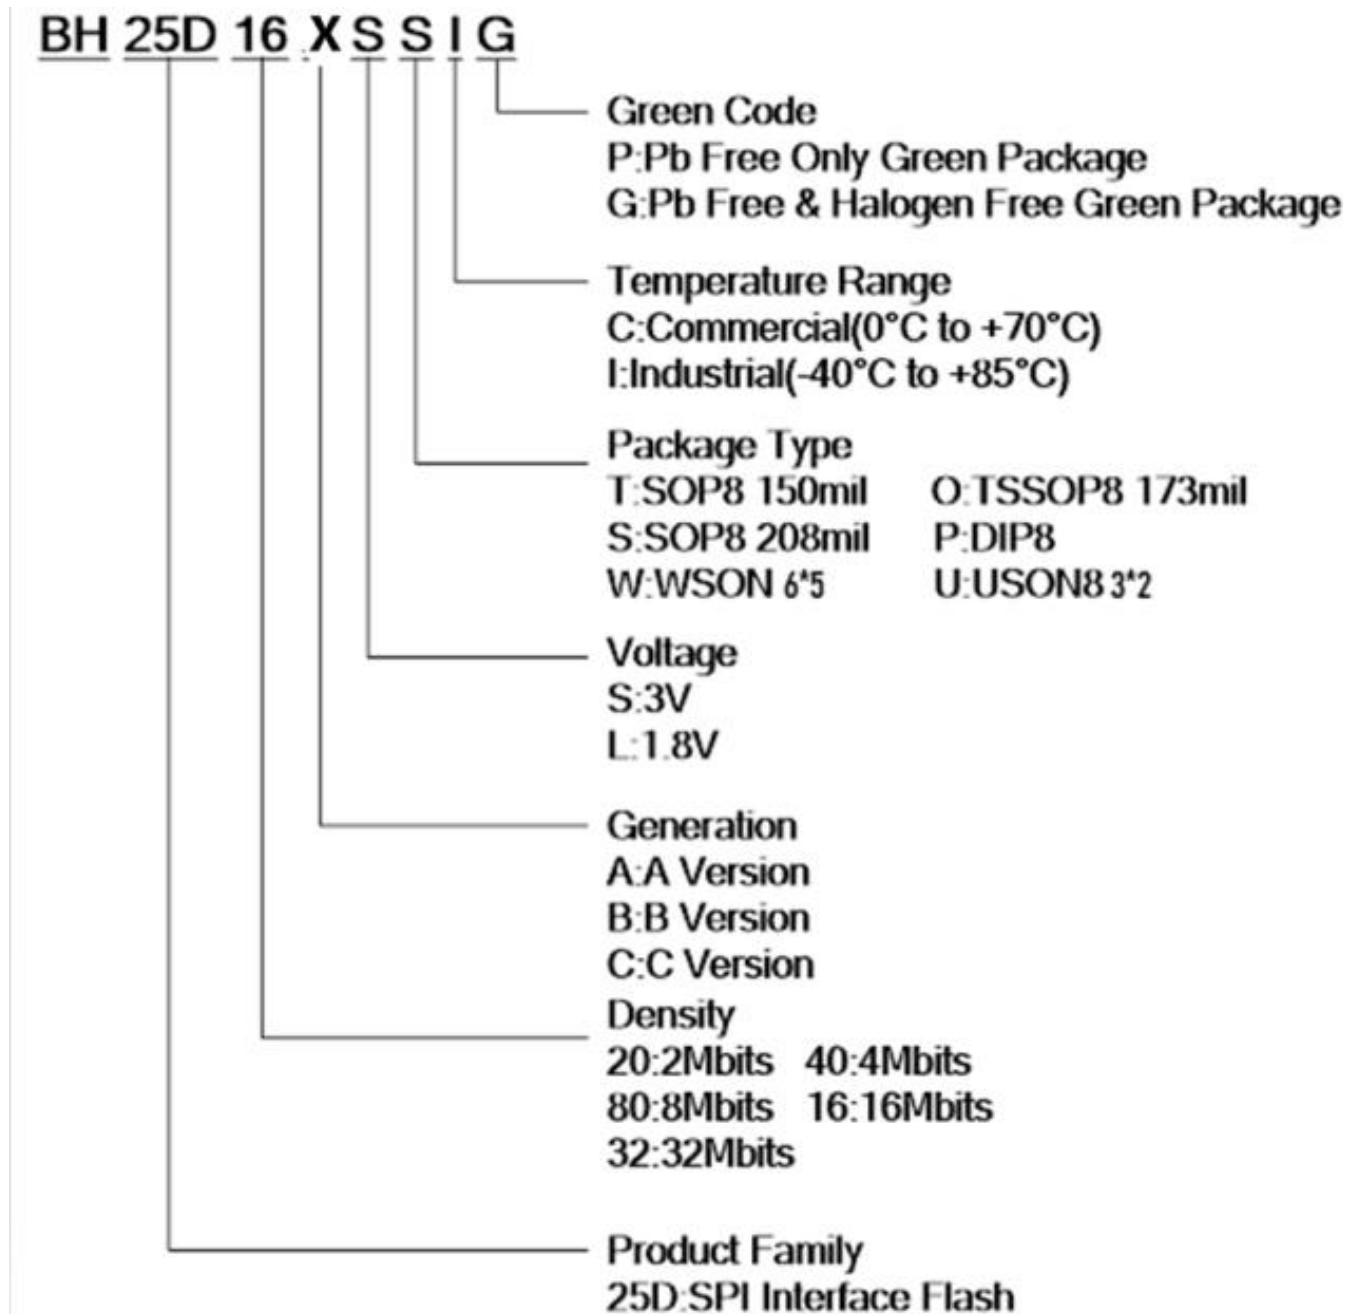 BH 25D 16 X S S I G
Green Code
P:Pb Free Only Green Package
G:Pb Free & Halogen Free Green Package
Temperature Range
C:Commercial(0°C to +70°C)
I:Industrial(-40°C to +85°C)
Package Type
T:SOP8 150mil O:TSSOP8 173mil
S:SOP8 208mil P:DIP8
W:WSON 6*5 U:USON8 3*2
Voltage
S:3V
L:1.8V
Generation
A:A Version
B:B Version
C:C Version
Density
20:2Mbits 40:4Mbits
80:8Mbits 16:16Mbits
32:32Mbits
Product Family
25D:SPI Interface Flash